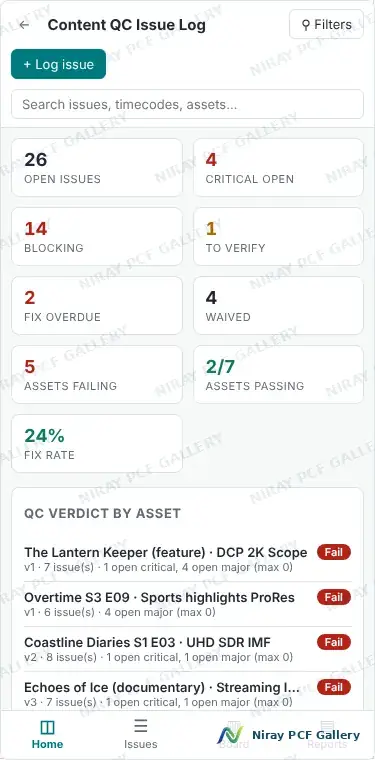 ← Content QC Issue Log
Filters
+ Log issue
Search issues, timecodes, assets...
26
OPEN ISSUES
4
CRITICAL OPEN
14
BLOCKING
1
TO VERIFY
2
FIX OVERDUE
4
WAIVED
5
ASSETS FAILING
2/7
ASSETS PASSING
24%
FIX RATE
QC VERDICT BY ASSET
The Lantern Keeper (feature) · DCP 2K Scope
Fail
v1 · 7 issue(s) · 1 open critical, 4 open major (max 0)
Overtime S3 E09 · Sports highlights ProRes
Fail
v1 · 6 issue(s) · 4 open major (max 0)
Coastline Diaries S1 E03 · UHD SDR IMF
Fail
v2 · 8 issue(s) · 1 open critical, 1 open major (max 0)
Echoes of Ice (documentary) · Streaming I...
Fail
v3 · 7 issue(s) · 1 open critical, 1 open major (max 0)
Home
Issues
Board
Reports
Niray PCF Gallery
NIRAY PCF GALLERY